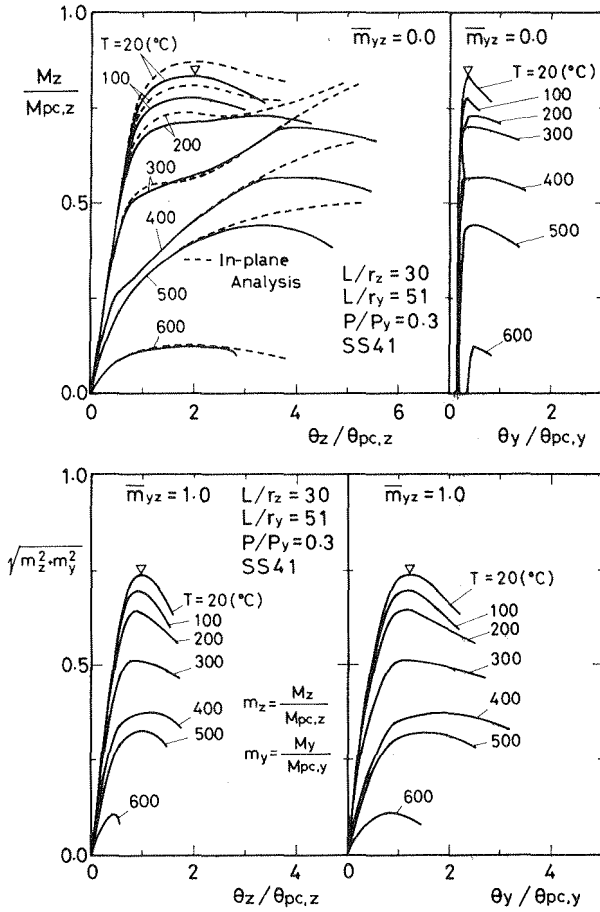 1.0
T=20(°C)
m̅yz=0.0
Mz
Mpc,z
100
200
0.5
300
400
500
---- In-plane
Analysis
L/rz=30
L/ry=51
P/Py=0.3
SS41
600
0.0
0 2 4 6
θz/θpc,z
m̅yz=0.0
T=20(°C)
100
200
300
400
500
600
0 2
θy/θpc,y
1.0
m̅yz=1.0
L/rz=30
L/ry=51
P/Py=0.3
SS41
√mz²+my²
T=20(°C)
100
200
0.5
300
400
500
mz=Mz/Mpc,z
my=My/Mpc,y
600
0.0
0 2 4
θz/θpc,z
m̅yz=1.0
T=20(°C)
100
200
300
400
500
600
0 2 4
θy/θpc,y